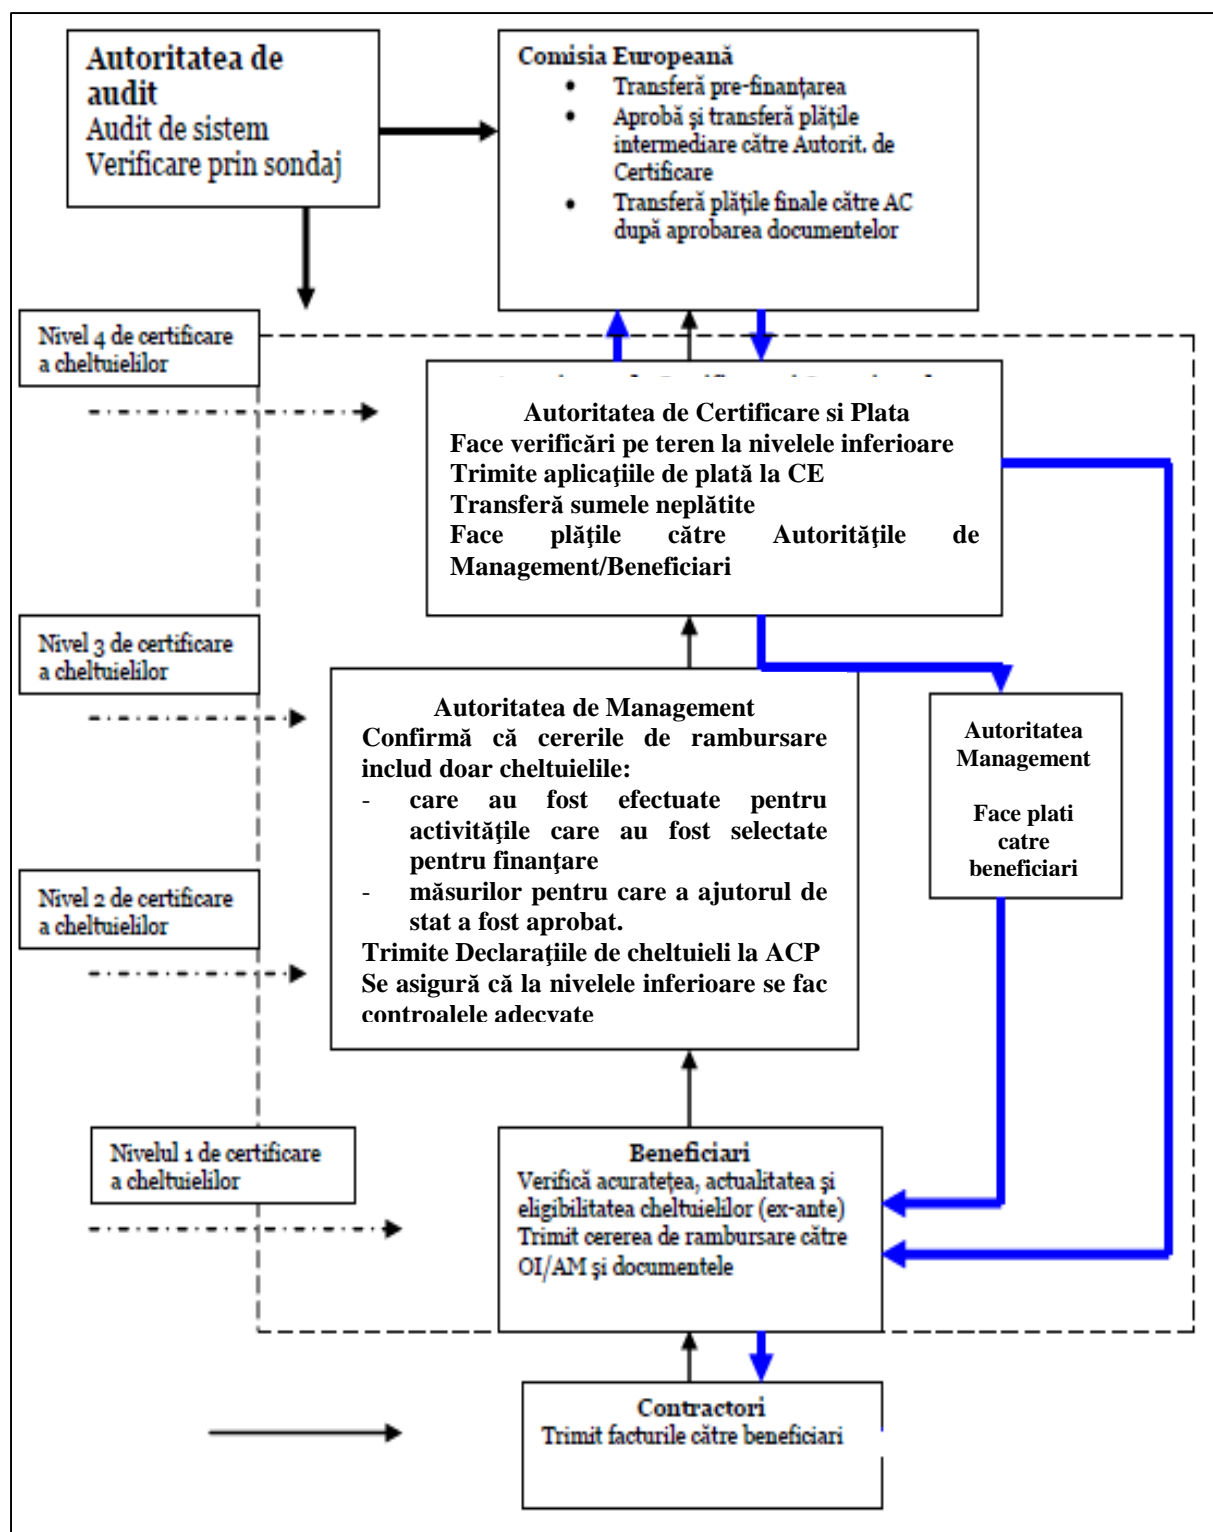 Autoritatea de
audit
Audit de sistem
Verificare prin sondaj
Comisia Europeană
• Transferă pre-finanțarea
• Aprobă și transferă plățile
intermediare către Autorit. de
Certificare
• Transferă plățile finale către AC
după aprobarea documentelor
Nivel 4 de certificare
a cheltuielilor
Autoritatea de Certificare si Plata
Face verificări pe teren la nivelele inferioare
Trimite aplicaţiile de plată la CE
Transferă sumele neplătite
Face plăţile către Autorităţile de
Management/Beneficiari
Nivel 3 de certificare
a cheltuielilor
Autoritatea de Management
Confirmă că cererile de rambursare
includ doar cheltuielile:
- care au fost efectuate pentru
activităţile care au fost selectate
pentru finanţare
- măsurilor pentru care a ajutorul de
stat a fost aprobat.
Trimite Declaraţiile de cheltuieli la ACP
Se asigură că la nivelele inferioare se fac
controalele adecvate
Autoritatea
Management
Face plati
catre
beneficiari
Nivel 2 de certificare
a cheltuielilor
Nivelul 1 de certificare
a cheltuielilor
Beneficiari
Verifică acuratețea, actualitatea și
eligibilitatea cheltuielilor (ex-ante)
Trimit cererea de rambursare către
OI/AM și documentele
Contractori
Trimit facturile către beneficiari